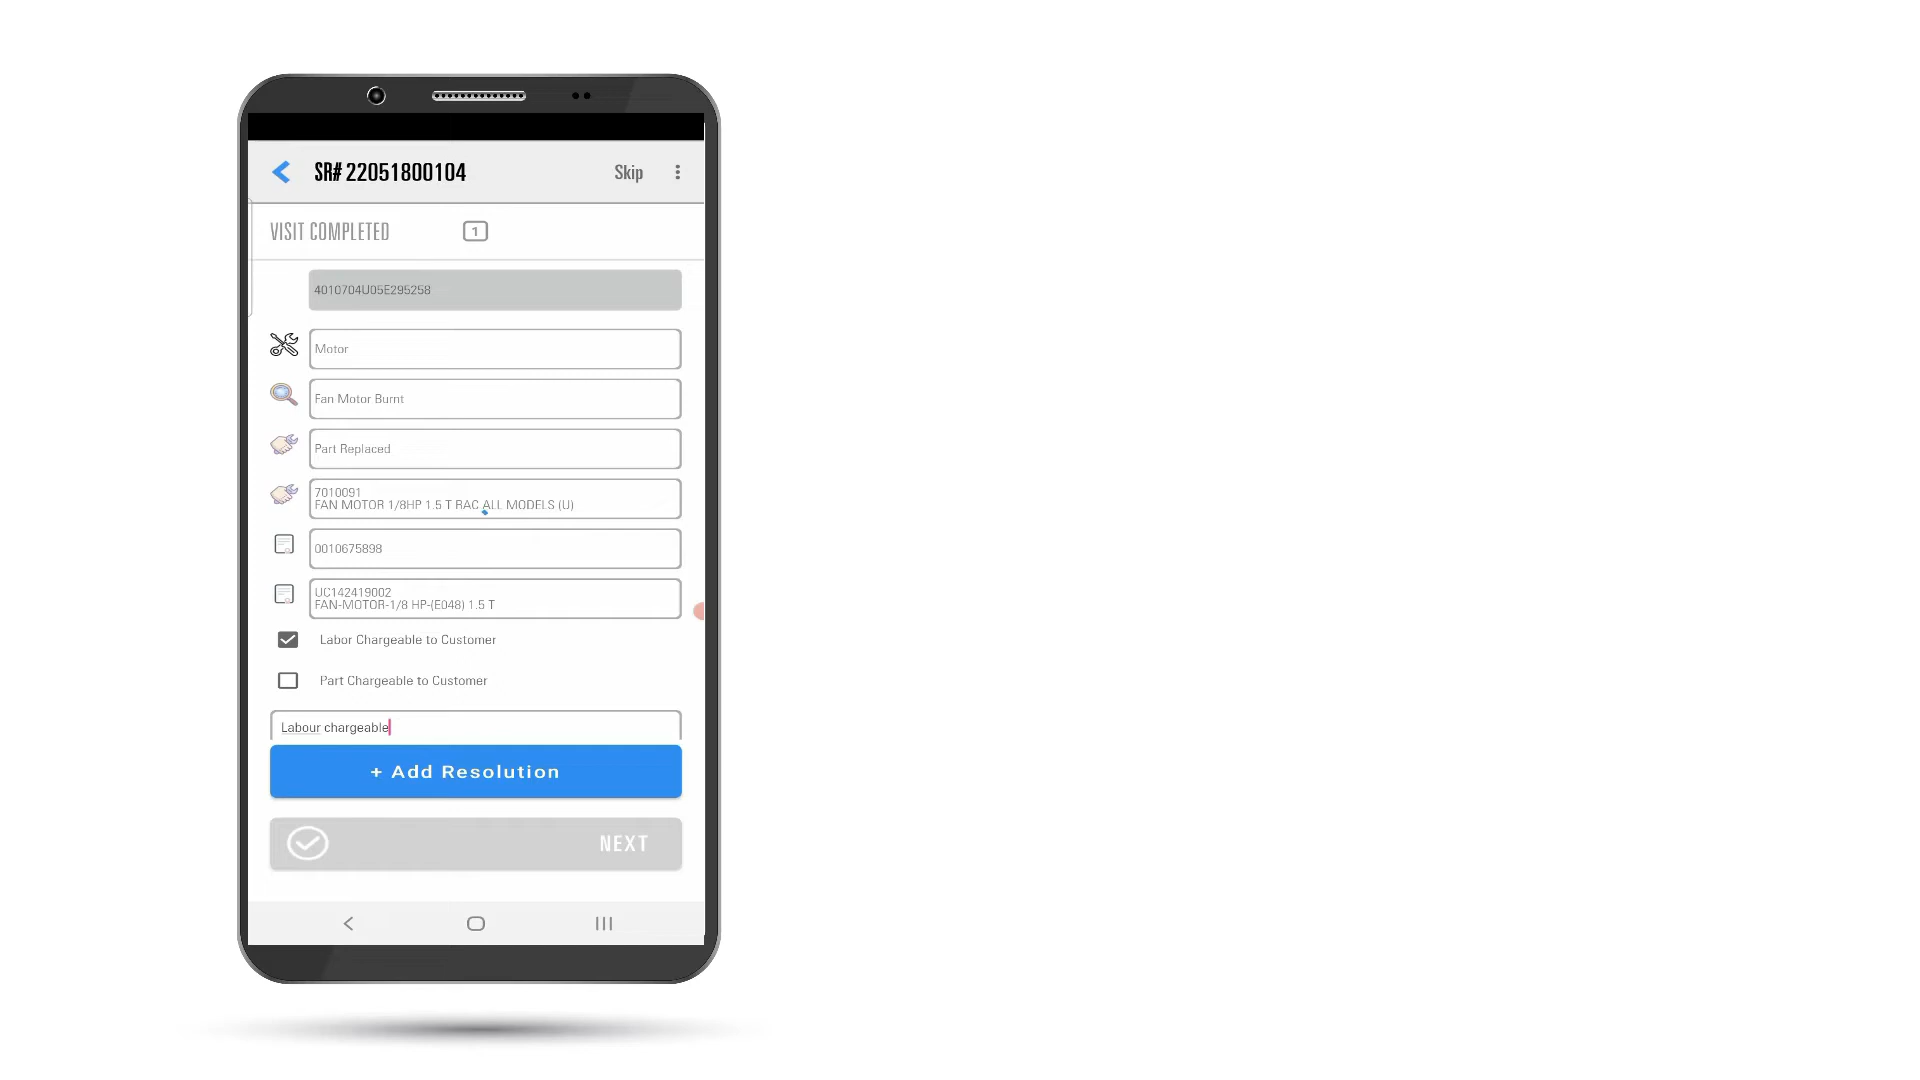 SR# 22051800104
Skip
VISIT COMPLETED
1
4010704U05E295258
Motor
Fan Motor Burnt
Part Replaced
7010091
FAN MOTOR 1/8HP 1.5 T RAC ALL MODELS (U)
0010675898
UC142419002
FAN-MOTOR-1/8 HP-(E048) 1.5 T
Labor Chargeable to Customer
Part Chargeable to Customer
Labour chargeable
+ Add Resolution
NEXT